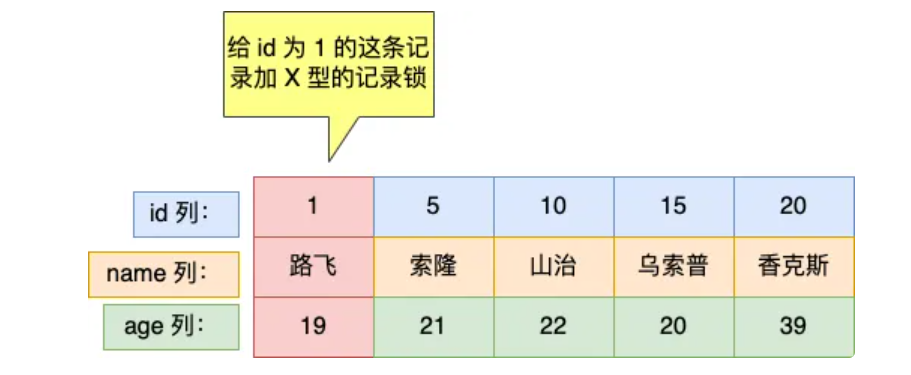 给 id 为 1 的这条记
录加 X 型的记录锁
id 列： 1 5 10 15 20
name 列： 路飞 索隆 山治 乌索普 香克斯
age 列： 19 21 22 20 39